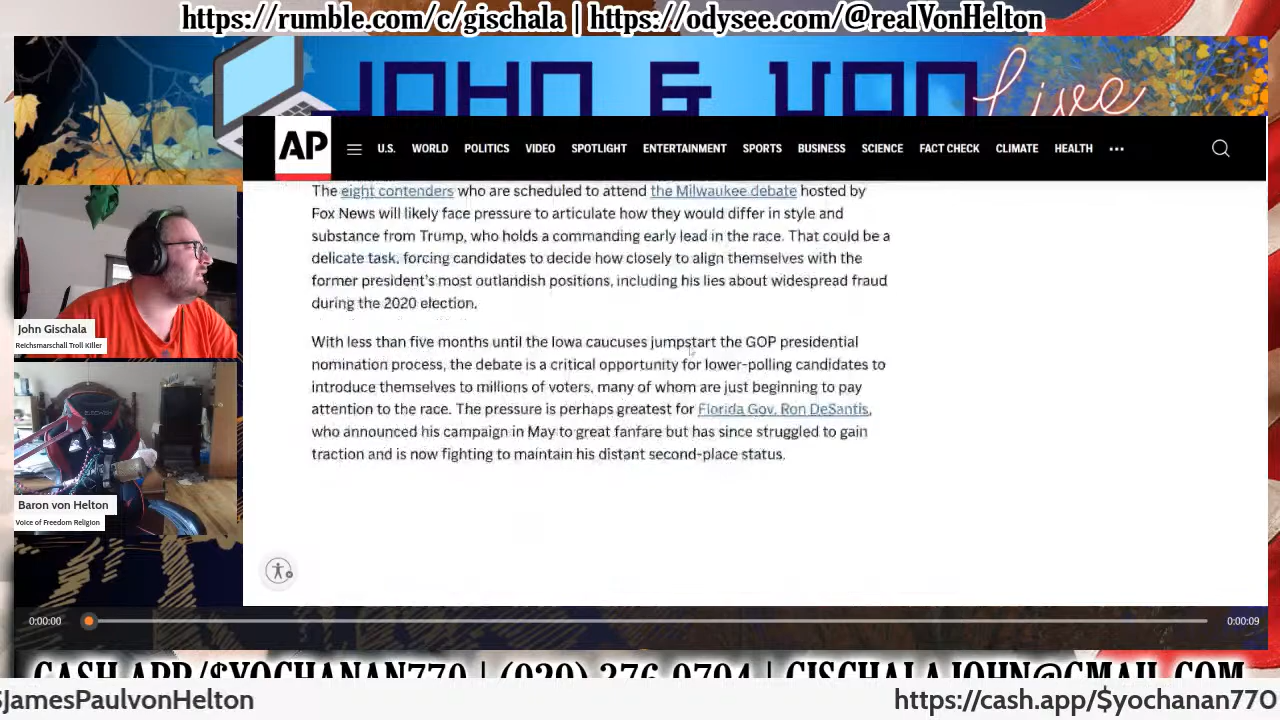 https://rumble.com/c/gischala | https://odysee.com/@realVonHelton
JOHN & VON Live
AP
U.S. WORLD POLITICS VIDEO SPOTLIGHT ENTERTAINMENT SPORTS BUSINESS SCIENCE FACT CHECK CLIMATE HEALTH
The eight contenders who are scheduled to attend the Milwaukee debate hosted by
Fox News will likely face pressure to articulate how they would differ in style and
substance from Trump, who holds a commanding early lead in the race. That could be a
delicate task, forcing candidates to decide how closely to align themselves with the
former president's most outlandish positions, including his lies about widespread fraud
during the 2020 election.
With less than five months until the Iowa caucuses jumpstart the GOP presidential
nomination process, the debate is a critical opportunity for lower-polling candidates to
introduce themselves to millions of voters, many of whom are just beginning to pay
attention to the race. The pressure is perhaps greatest for Florida Gov. Ron DeSantis,
who announced his campaign in May to great fanfare but has since struggled to gain
traction and is now fighting to maintain his distant second-place status.
John Gischala
Reichsmarschall Troll Killer
Baron von Helton
Voice of Freedom Religion
0:00:00
0:00:09
CASH.APP/$YOCHANAN770 | GISCHALAJOHN@GMAIL.COM
$JamesPaulvonHelton
https://cash.app/$yochanan770